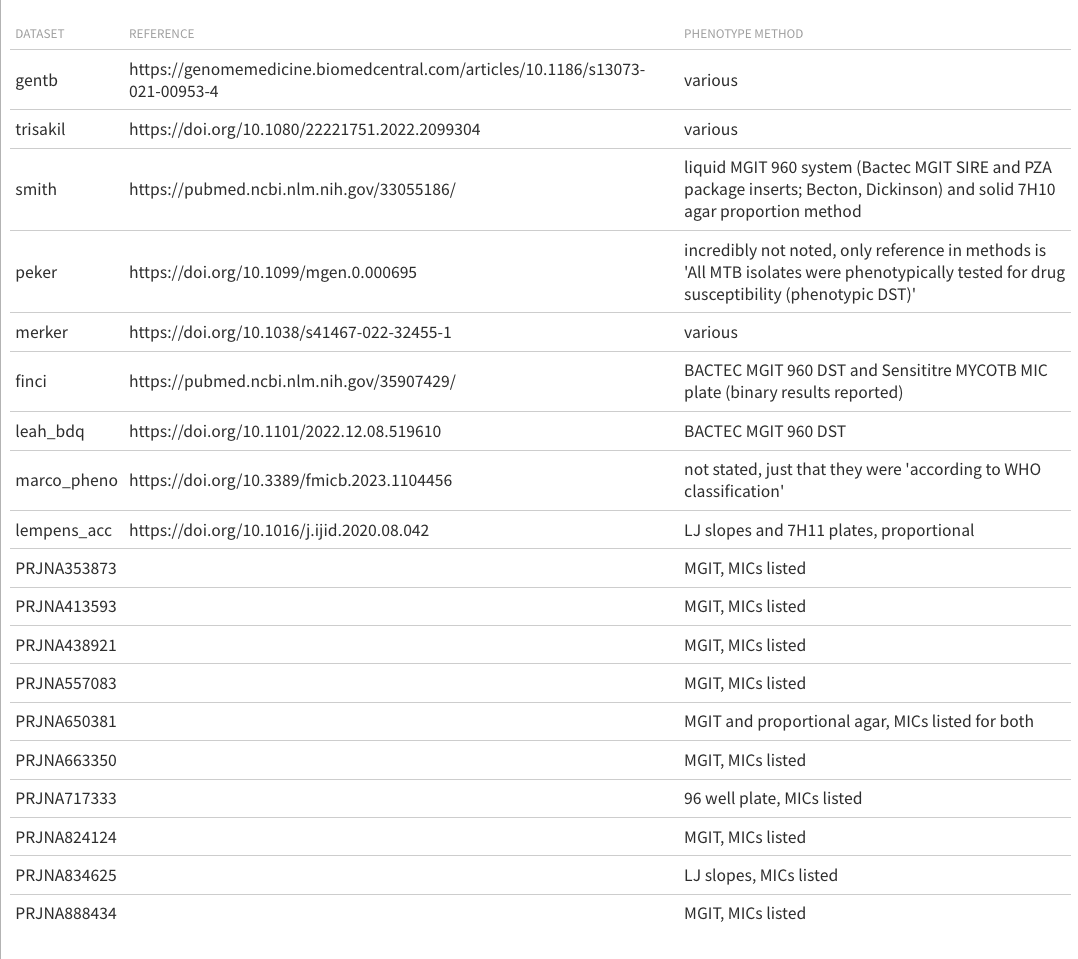 DATASET REFERENCE PHENOTYPE METHOD
gentb https://genomemedicine.biomedcentral.com/articles/10.1186/s13073-
021-00953-4 various
trisakil https://doi.org/10.1080/22221751.2022.2099304 various
smith https://pubmed.ncbi.nlm.nih.gov/33055186/ liquid MGIT 960 system (Bactec MGIT SIRE and PZA
package inserts; Becton, Dickinson) and solid 7H10
agar proportion method
peker https://doi.org/10.1099/mgen.0.000695 incredibly not noted, only reference in methods is
'All MTB isolates were phenotypically tested for drug
susceptibility (phenotypic DST)'
merker https://doi.org/10.1038/s41467-022-32455-1 various
finci https://pubmed.ncbi.nlm.nih.gov/35907429/ BACTEC MGIT 960 DST and Sensititre MYCOTB MIC
plate (binary results reported)
leah_bdq https://doi.org/10.1101/2022.12.08.519610 BACTEC MGIT 960 DST
marco_pheno https://doi.org/10.3389/fmicb.2023.1104456 not stated, just that they were 'according to WHO
classification'
lempens_acc https://doi.org/10.1016/j.ijid.2020.08.042 LJ slopes and 7H11 plates, proportional
PRJNA353873 MGIT, MICs listed
PRJNA413593 MGIT, MICs listed
PRJNA438921 MGIT, MICs listed
PRJNA557083 MGIT, MICs listed
PRJNA650381 MGIT and proportional agar, MICs listed for both
PRJNA663350 MGIT, MICs listed
PRJNA717333 96 well plate, MICs listed
PRJNA824124 MGIT, MICs listed
PRJNA834625 LJ slopes, MICs listed
PRJNA888434 MGIT, MICs listed